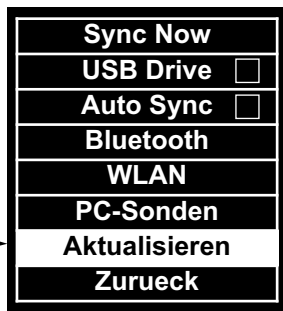 Sync Now
USB Drive
Auto Sync
Bluetooth
WLAN
PC-Sonden
Aktualisieren
Zurueck